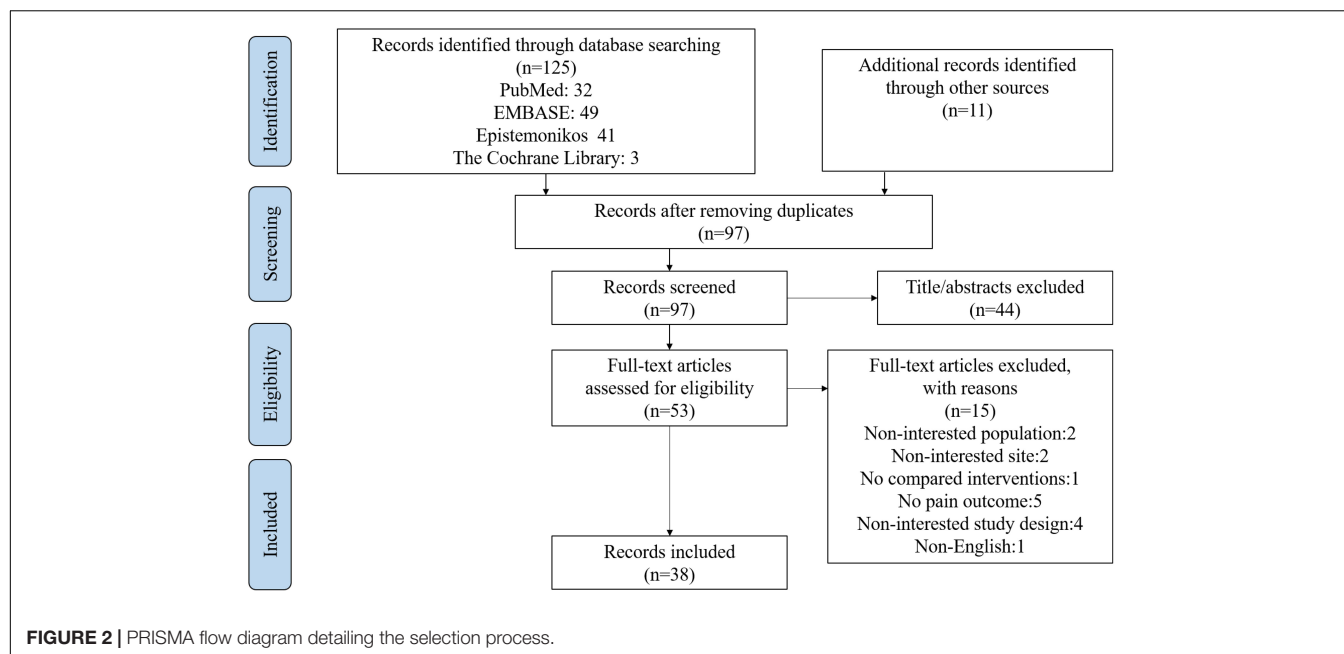 Identification
Records identified through database searching
(n=125)
PubMed: 32
EMBASE: 49
Epistemonikos 41
The Cochrane Library: 3
Additional records identified
through other sources
(n=11)
Screening
Records after removing duplicates
(n=97)
Records screened
(n=97)
Title/abstracts excluded
(n=44)
Eligibility
Full-text articles
assessed for eligibility
(n=53)
Full-text articles excluded,
with reasons
(n=15)
Non-interested population:2
Non-interested site:2
No compared interventions:1
No pain outcome:5
Non-interested study design:4
Non-English:1
Included
Records included
(n=38)
FIGURE 2 | PRISMA flow diagram detailing the selection process.